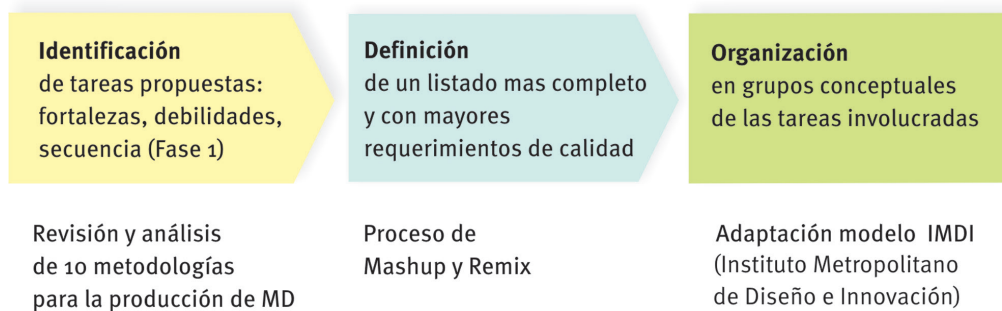 Identificación
de tareas propuestas:
fortalezas, debilidades,
secuencia (Fase 1)
Definición
de un listado mas completo
y con mayores
requerimientos de calidad
Organización
en grupos conceptuales
de las tareas involucradas
Revisión y análisis
de 10 metodologías
para la producción de MD
Proceso de
Mashup y Remix
Adaptación modelo IMDI
(Instituto Metropolitano
de Diseño e Innovación)